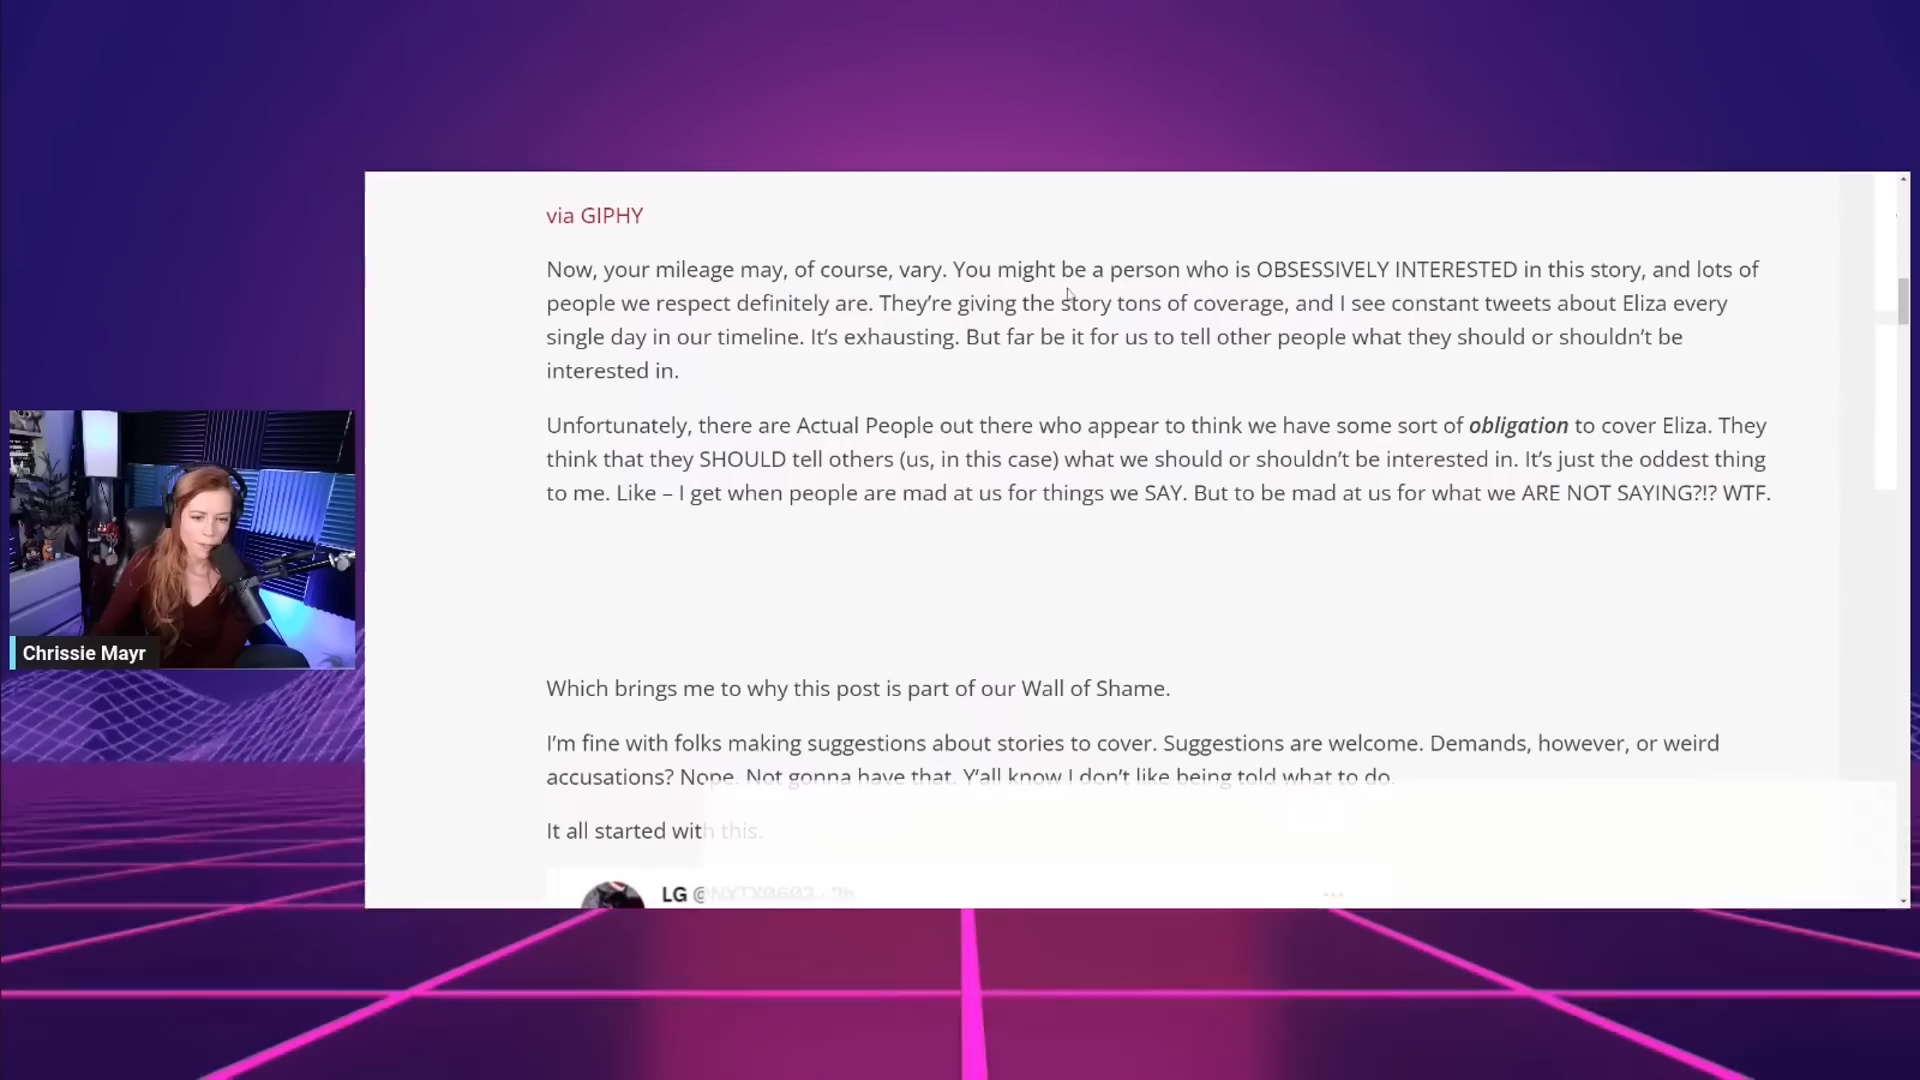 via GIPHY
Now, your mileage may, of course, vary. You might be a person who is OBSESSIVELY INTERESTED in this story, and lots of
people we respect definitely are. They’re giving the story tons of coverage, and I see constant tweets about Eliza every
single day in our timeline. It’s exhausting. But far be it for us to tell other people what they should or shouldn’t be
interested in.
Unfortunately, there are Actual People out there who appear to think we have some sort of obligation to cover Eliza. They
think that they SHOULD tell others (us, in this case) what we should or shouldn’t be interested in. It’s just the oddest thing
to me. Like – I get when people are mad at us for things we SAY. But to be mad at us for what we ARE NOT SAYING?!? WTF.
Chrissie Mayr
Which brings me to why this post is part of our Wall of Shame.
I’m fine with folks making suggestions about stories to cover. Suggestions are welcome. Demands, however, or weird
accusations? Nope. Not gonna have that. Y’all know I don’t like being told what to do.
It all started with this.
LG @NYTX0603 · 2h